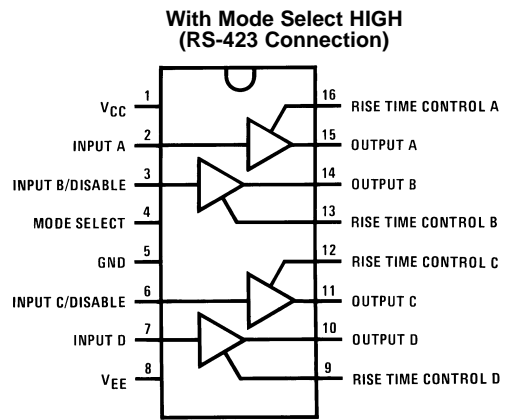 With Mode Select HIGH
(RS-423 Connection)
VCC 1 16 RISE TIME CONTROL A
INPUT A 2 15 OUTPUT A
INPUT B/DISABLE 3 14 OUTPUT B
MODE SELECT 4 13 RISE TIME CONTROL B
GND 5 12 RISE TIME CONTROL C
INPUT C/DISABLE 6 11 OUTPUT C
INPUT D 7 10 OUTPUT D
VEE 8 9 RISE TIME CONTROL D